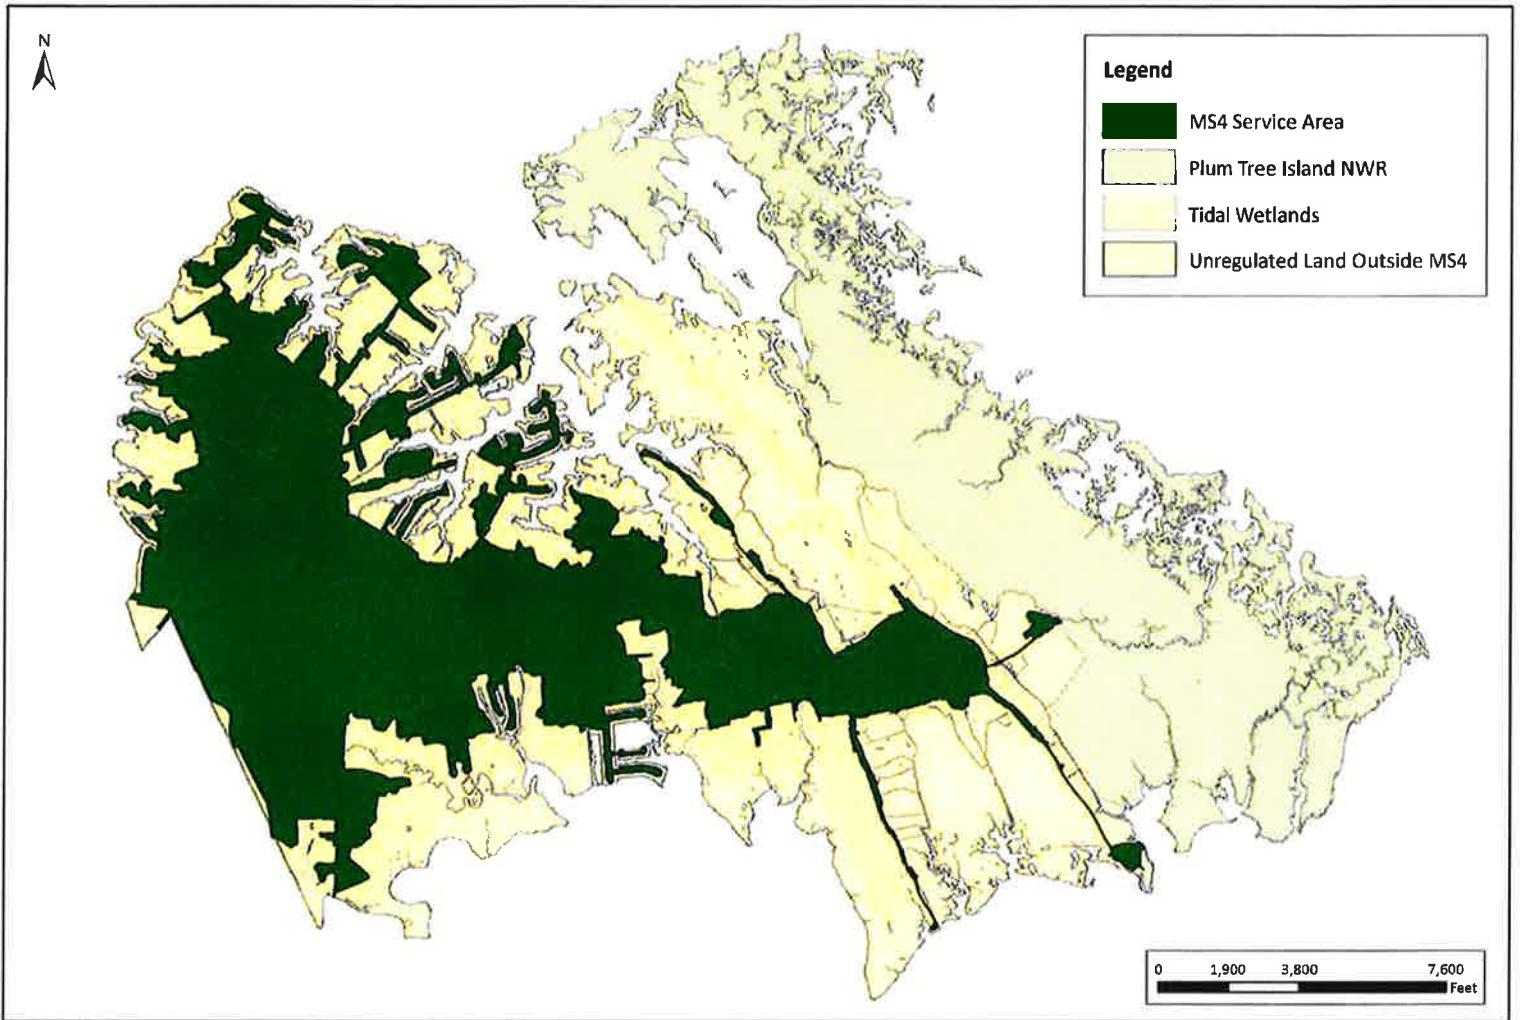 N
Legend
MS4 Service Area
Plum Tree Island NWR
Tidal Wetlands
Unregulated Land Outside MS4
0 1,900 3,800 7,600
Feet